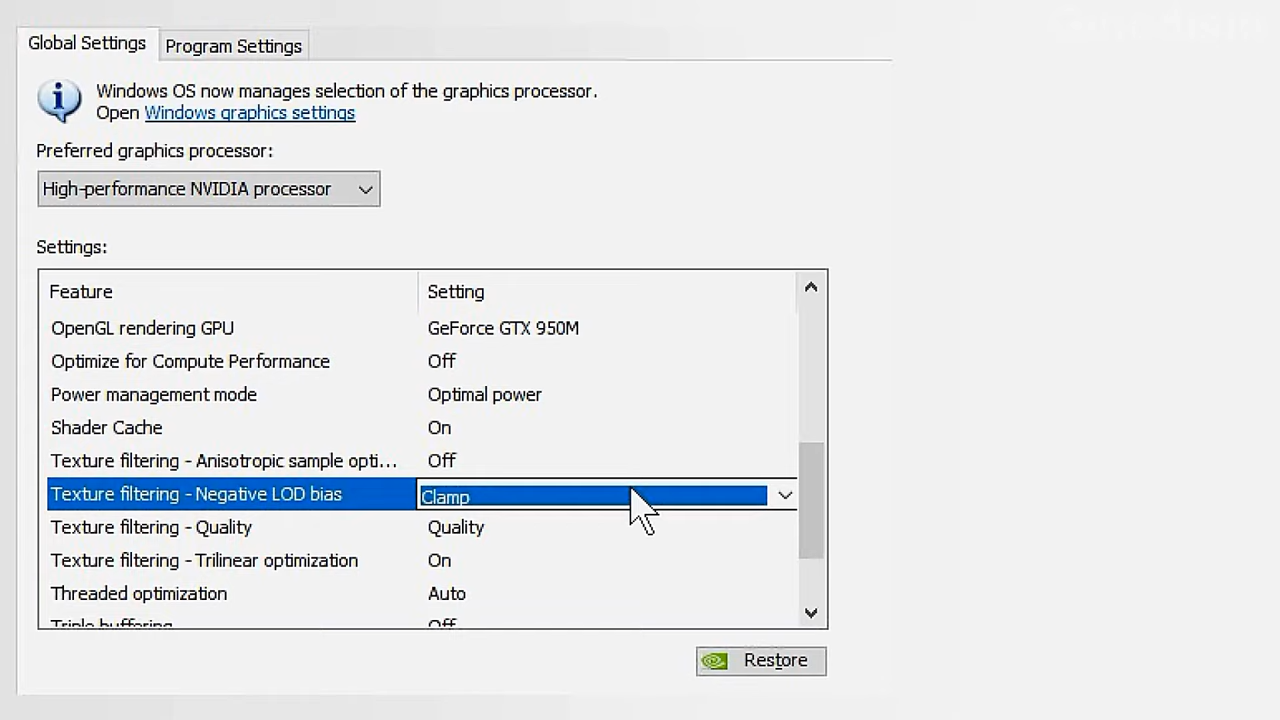 Global Settings
Program Settings
Windows OS now manages selection of the graphics processor.
Open Windows graphics settings
Preferred graphics processor:
High-performance NVIDIA processor
Settings:
Feature Setting
OpenGL rendering GPU GeForce GTX 950M
Optimize for Compute Performance Off
Power management mode Optimal power
Shader Cache On
Texture filtering - Anisotropic sample opti... Off
Texture filtering - Negative LOD bias Clamp
Texture filtering - Quality Quality
Texture filtering - Trilinear optimization On
Threaded optimization Auto
Triple buffering Off
Restore